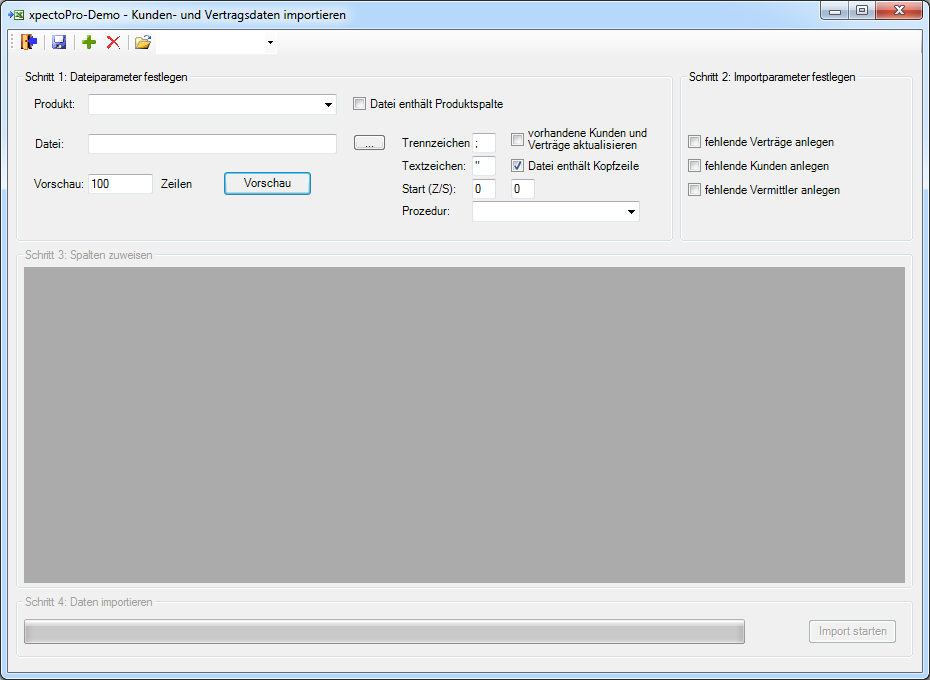 xpectoPro-Demo - Kunden- und Vertragsdaten importieren
Schritt 1: Dateiparameter festlegen
Produkt:
Datei enthält Produktspalte
Datei:
...
Trennzeichen
;
vorhandene Kunden und
Verträge aktualisieren
Textzeichen:
"
Datei enthält Kopfzeile
Vorschau:
100
Zeilen
Vorschau
Start (Z/S):
0
0
Prozedur:
Schritt 2: Importparameter festlegen
fehlende Verträge anlegen
fehlende Kunden anlegen
fehlende Vermittler anlegen
Schritt 3: Spalten zuweisen
Schritt 4: Daten importieren
Import starten